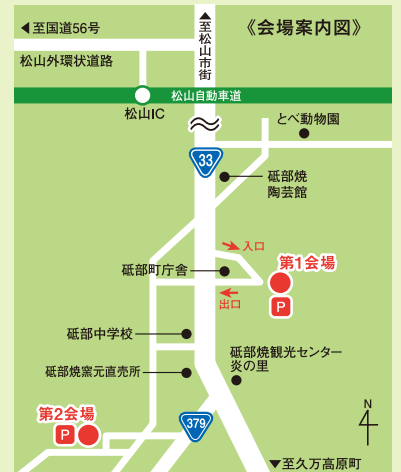 ◀至国道56号
▲至松山市街
《会場案内図》
松山外環状道路
松山自動車道
松山IC
とべ動物園
33
砥部焼
陶芸館
入口
第1会場
砥部町庁舎
出口
P
砥部中学校
砥部焼観光センター
炎の里
砥部焼窯元直売所
第2会場
P
379
N
4
▼至久万高原町